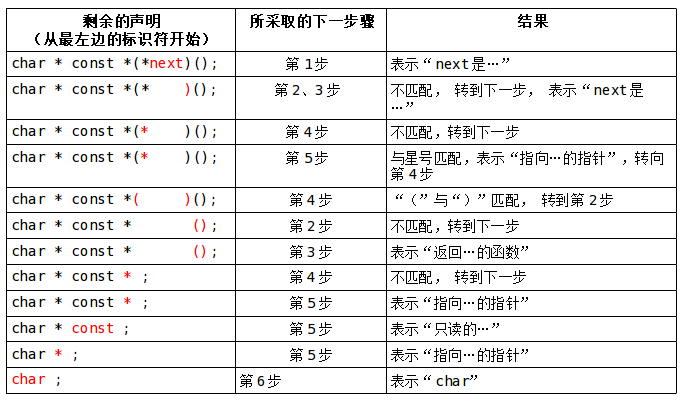 剩余的声明 所采取的下一步骤 结果
（从最左边的标识符开始）
char * const *(*next)(); 第 1步 表示“ next是…”
char * const *(* )(); 第 2、3 步 不匹配， 转到下一步， 表示“next是
…”
char * const *(* )(); 第 4步 不匹配,转到下一步
char * const *(* )(); 第 5步 与星号匹配,表示“指向…的指针”,转向
第 4步
char * const *( )(); 第 4步 “（”与“）”匹配， 转到第 2步
char * const * (); 第 2步 不匹配,转到下一步
char * const * (); 第 3步 表示“返回…的函数”
char * const * ; 第 4步 不匹配， 转到下一步
char * const * ; 第 5步 表示“指向…的指针”
char * const ; 第 5步 表示“只读的…”
char * ; 第 5步 表示“指向…的指针”
char ; 第 6步 表示“ char”